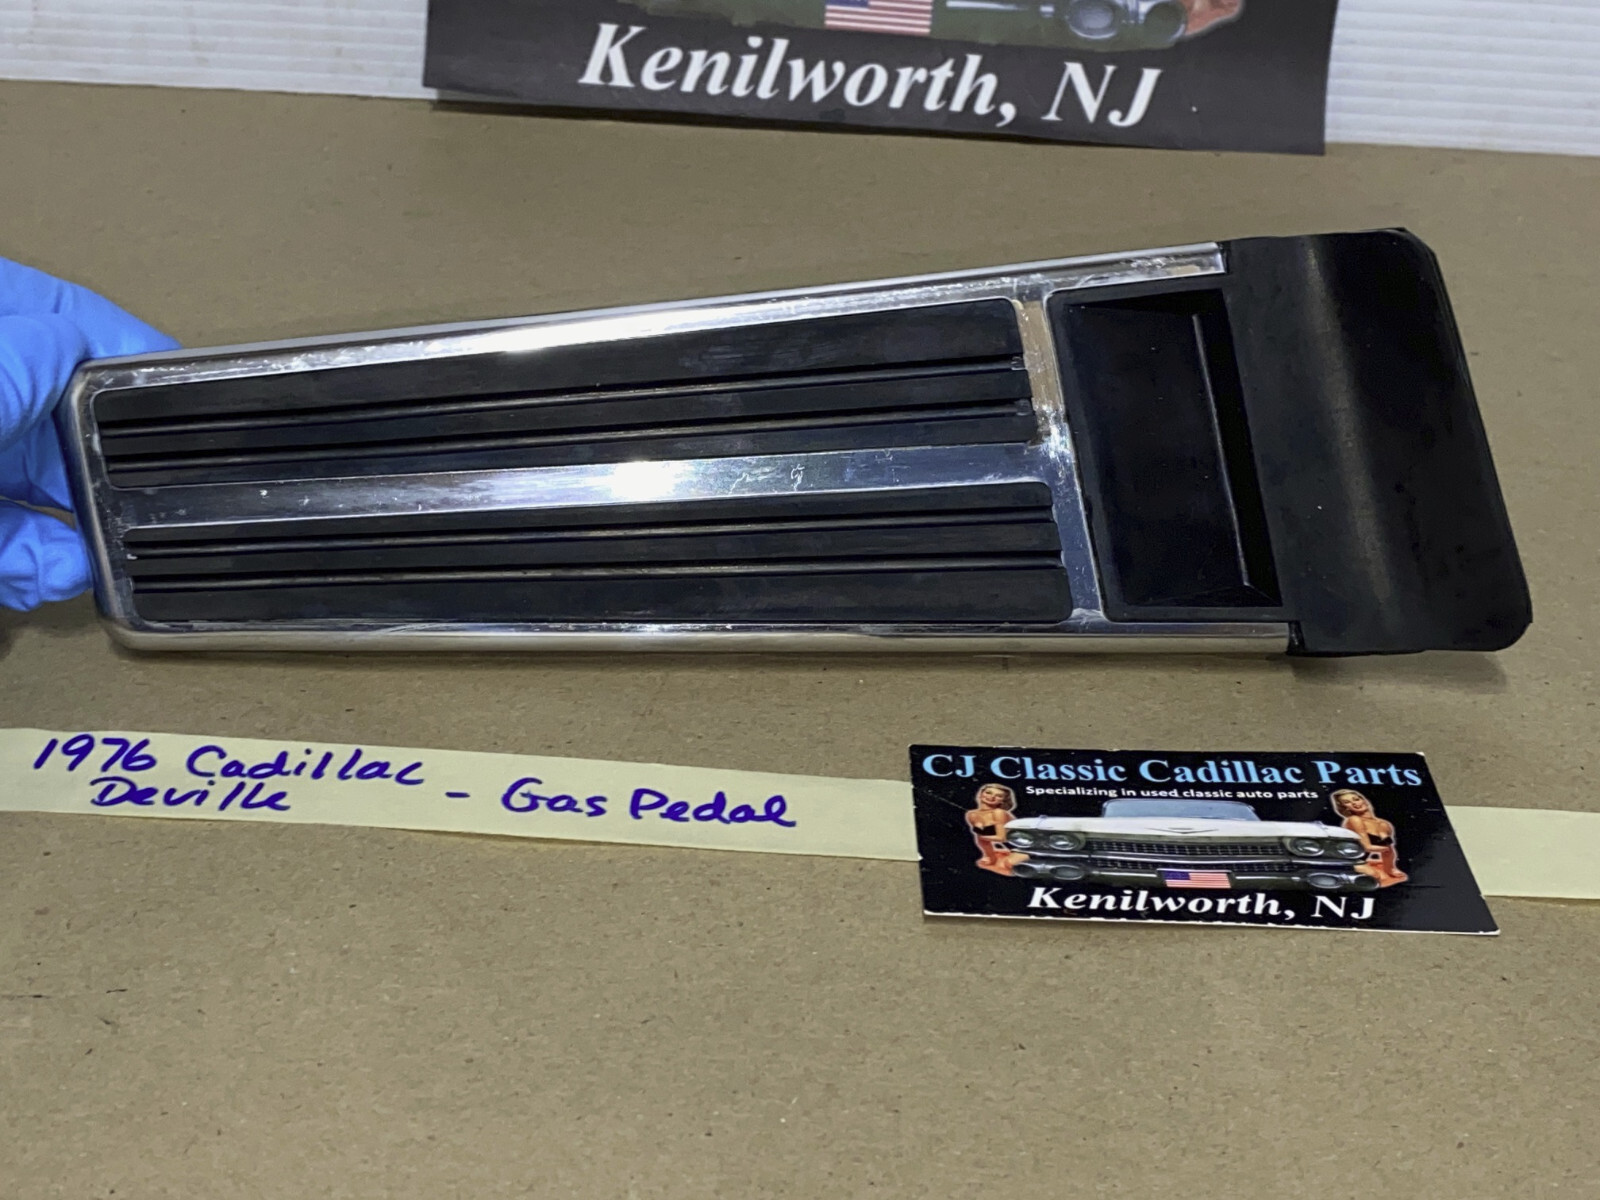 Kenilworth, NJ
1976 Cadillac
Deville - Gas Pedal
CJ Classic Cadillac Parts
Specializing in used classic auto parts
Kenilworth, NJ